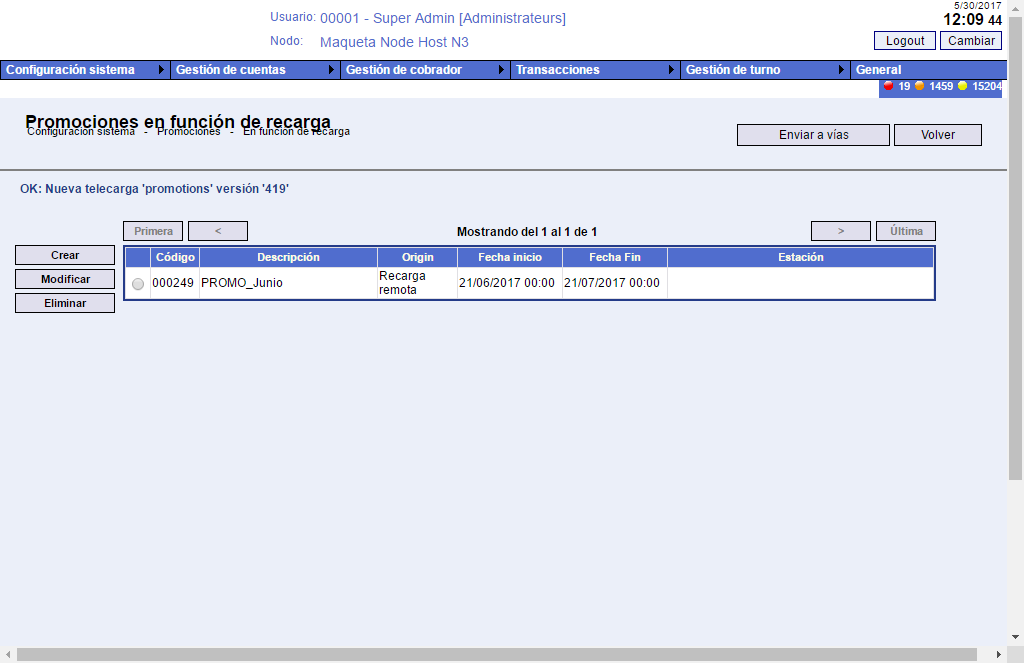 5/30/2017
Usuario: 00001 - Super Admin [Administrateurs]
12:09 44
Nodo: Maqueta Node Host N3
Logout Cambiar
Configuración sistema Gestión de cuentas Gestión de cobrador Transacciones Gestión de turno General
19 1459 15204
Promociones en función de recarga
Configuración sistema - Promociones - En función de recarga
Enviar a vías Volver
OK: Nueva telecarga 'promotions' versión '419'
Primera < Mostrando del 1 al 1 de 1 > Última
Crear
Modificar
Eliminar
Código Descripción Origin Fecha inicio Fecha Fin Estación
000249 PROMO_Junio Recarga remota 21/06/2017 00:00 21/07/2017 00:00